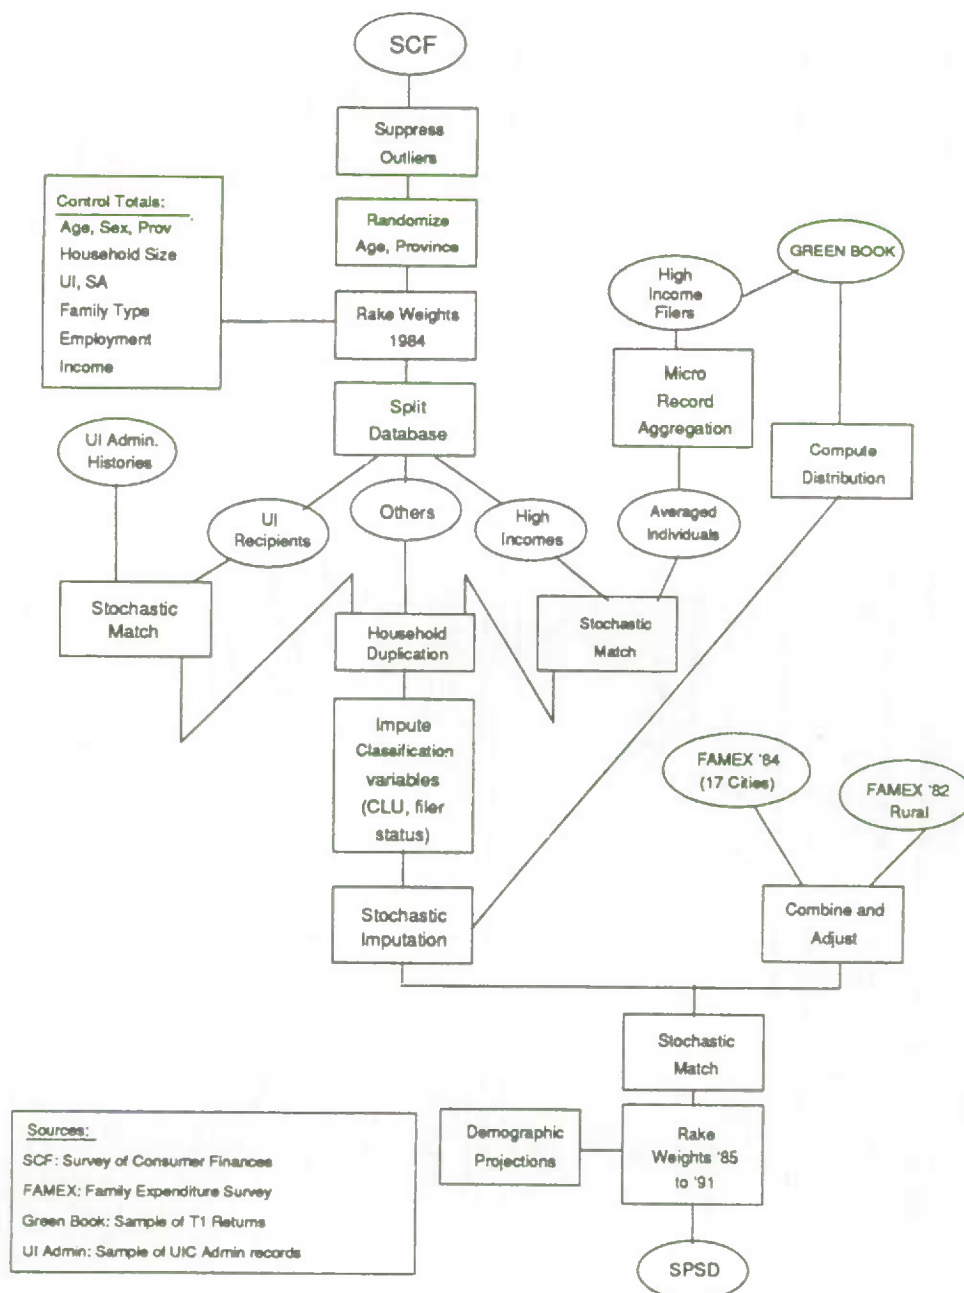 SCF
Suppress
Outliers
Control Totals:
Age, Sex, Prov
Household Size
UI, SA
Family Type
Employment
Income
Randomize
Age, Province
Rake Weights
1984
GREEN BOOK
High
Income
Filers
Micro
Record
Aggregation
Split
Database
Compute
Distribution
UI Admin.
Histories
UI
Recipients
Others
High
Incomes
Averaged
Individuals
Stochastic
Match
Household
Duplication
Stochastic
Match
Impute
Classification
variables
(CLU, filer
status)
FAMEX '84
(17 Cities)
FAMEX '82
Rural
Stochastic
Imputation
Combine and
Adjust
Stochastic
Match
Demographic
Projections
Rake
Weights '85
to '91
SPSD
Sources:
SCF: Survey of Consumer Finances
FAMEX: Family Expenditure Survey
Green Book: Sample of T1 Returns
UI Admin: Sample of UIC Admin records